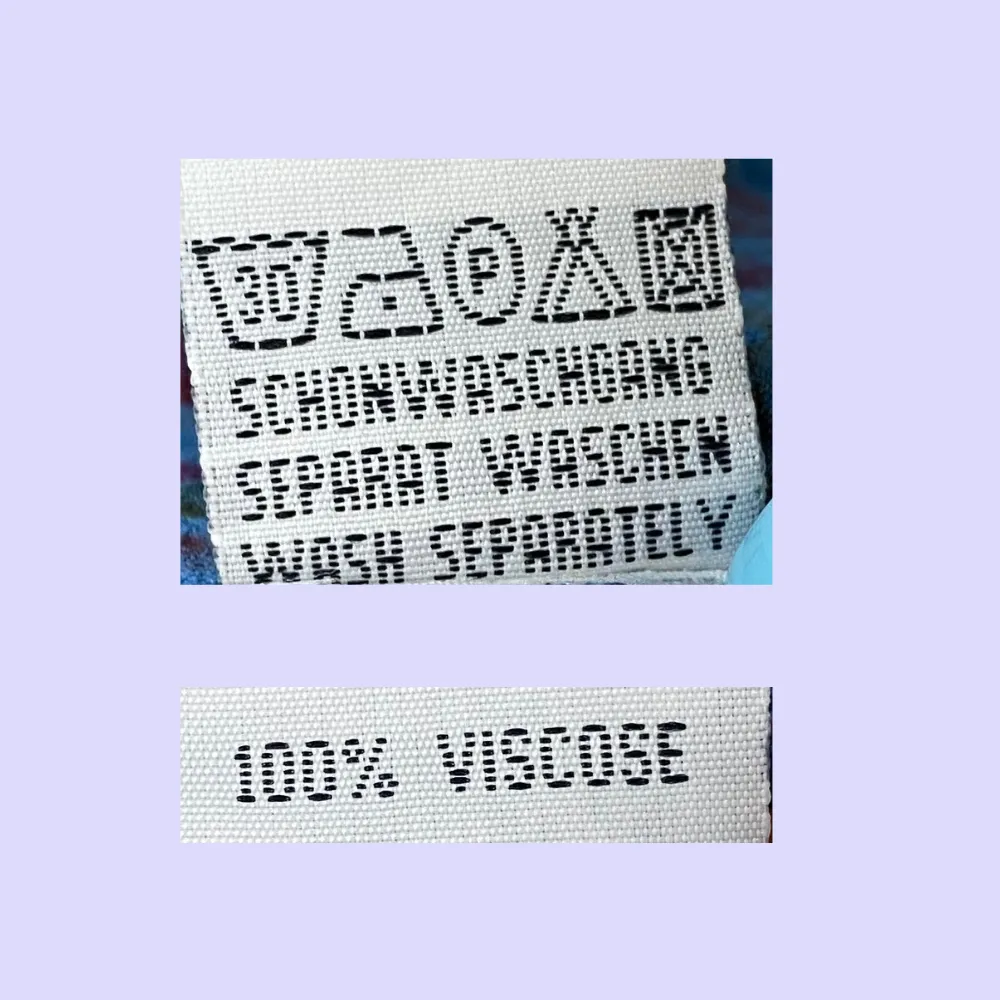 30 P
SCHONWASCHGANG
SEPARAT WASCHEN
WASH SEPARATELY
100% VISCOSE